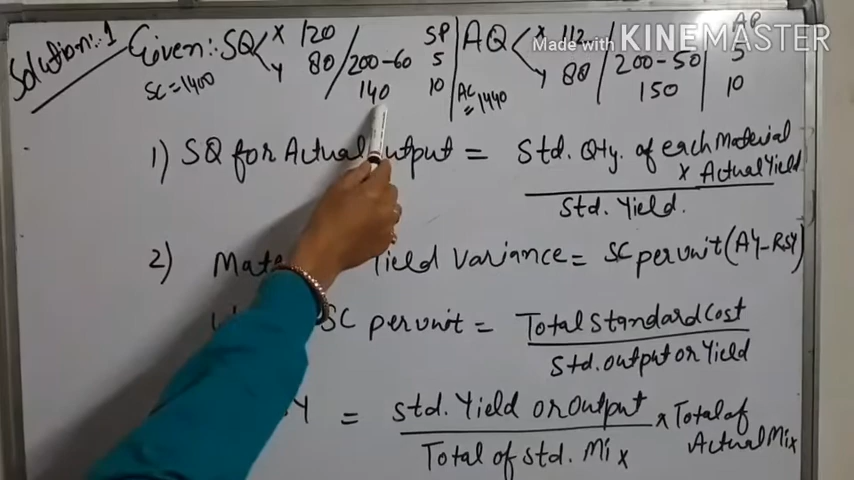 Solution:-1 Given:- SQ X 120 SP AQ X 112 AP
Y 80 200-60 5 Y 88 200-50 5
SC=1400 140 10 AC = 1440 150 10
Made with KINEMASTER
1) SQ for Actual utput = Std. Qty. of each Material x Actual Yield
Std. Yield.
2) Mate Yield Variance = SC per unit (AY-RSY)
SC per unit = Total Standard Cost
Std. output or Yield
Y = Std. Yield or output x Total of Actual Mix
Total of Std. Mix